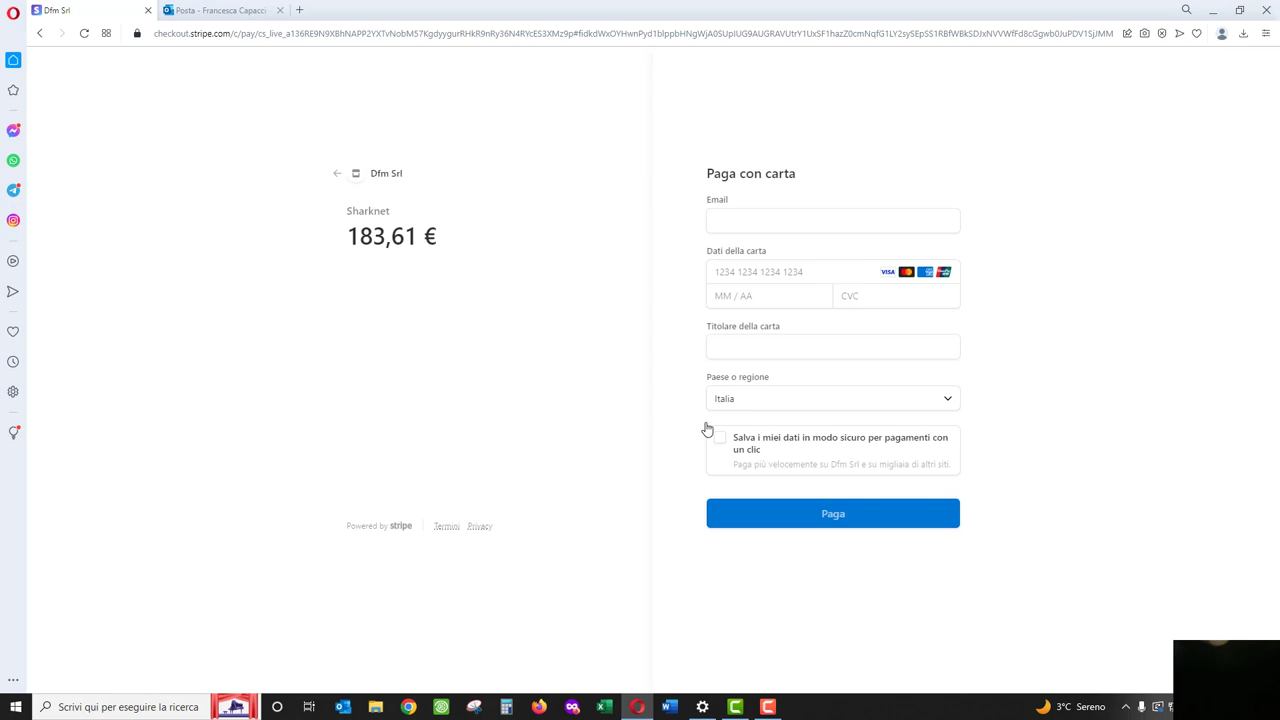 Dfm Srl
Posta - Francesca Capacci
checkout.stripe.com/c/pay/cs_live_a136RE9N9XBhNAPP2YXTvNobM57KgdyygurRHkR9nRy36N4RYcES3XMz9p#fidkdWxOYHwnPyd1blppbHNgWjA0SUpIUG9AUGRAVUtrY1UxSF1hazZ0cmNqfG1LY2sySEpSS1RBfWBkSDJxNVVWfFd8cGgwb0JuPDV1SjJMM
Dfm Srl
Sharknet
183,61 €
Powered by stripe
Termini
Privacy
Paga con carta
Email
Dati della carta
1234 1234 1234 1234
VISA
MM / AA
CVC
Titolare della carta
Paese o regione
Italia
Salva i miei dati in modo sicuro per pagamenti con
un clic
Paga più velocemente su Dfm Srl e su migliaia di altri siti.
Paga
Scrivi qui per eseguire la ricerca
3°C Sereno